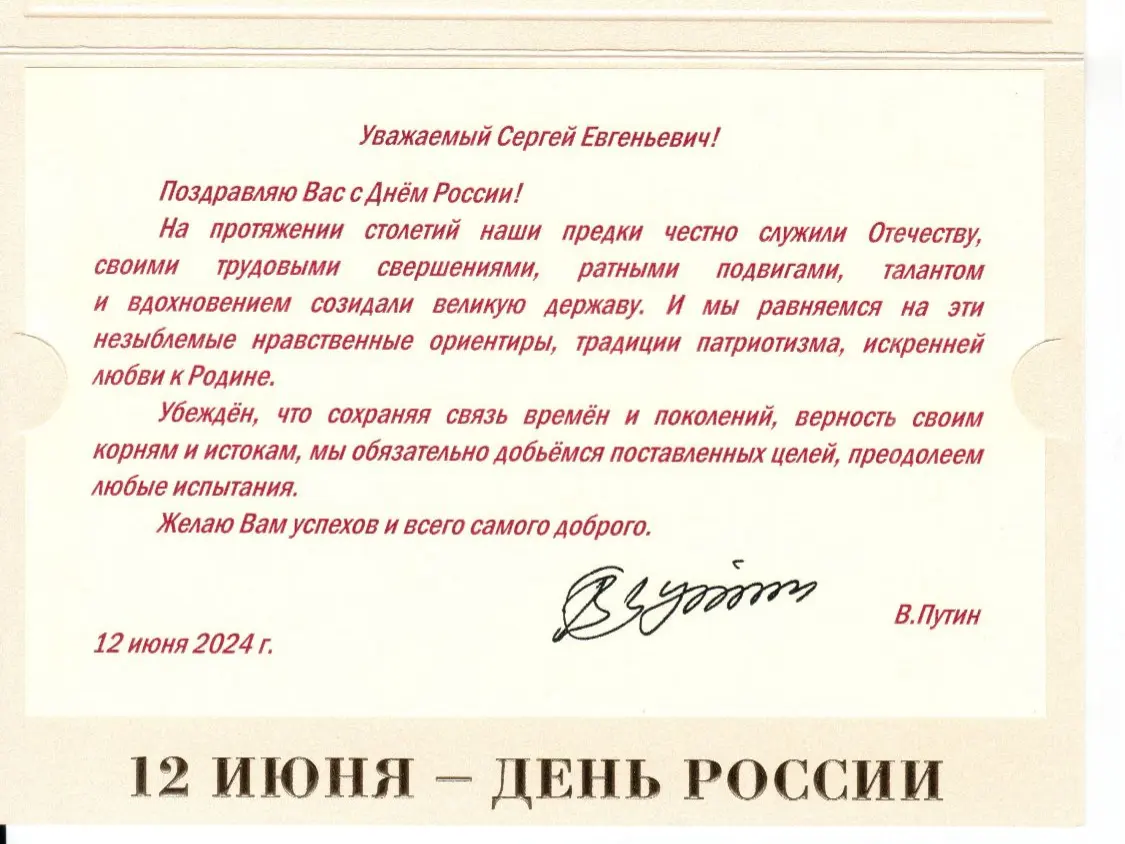 Уважаемый Сергей Евгеньевич!
Поздравляю Вас с Днём России!
На протяжении столетий наши предки честно служили Отечеству,
своими трудовыми свершениями, ратными подвигами, талантом
и вдохновением созидали великую державу. И мы равняемся на эти
незыблемые нравственные ориентиры, традиции патриотизма, искренней
любви к Родине.
Убеждён, что сохраняя связь времён и поколений, верность своим
корням и истокам, мы обязательно добьёмся поставленных целей, преодолеем
любые испытания.
Желаю Вам успехов и всего самого доброго.
В.Путин
12 июня 2024 г.
12 ИЮНЯ – ДЕНЬ РОССИИ